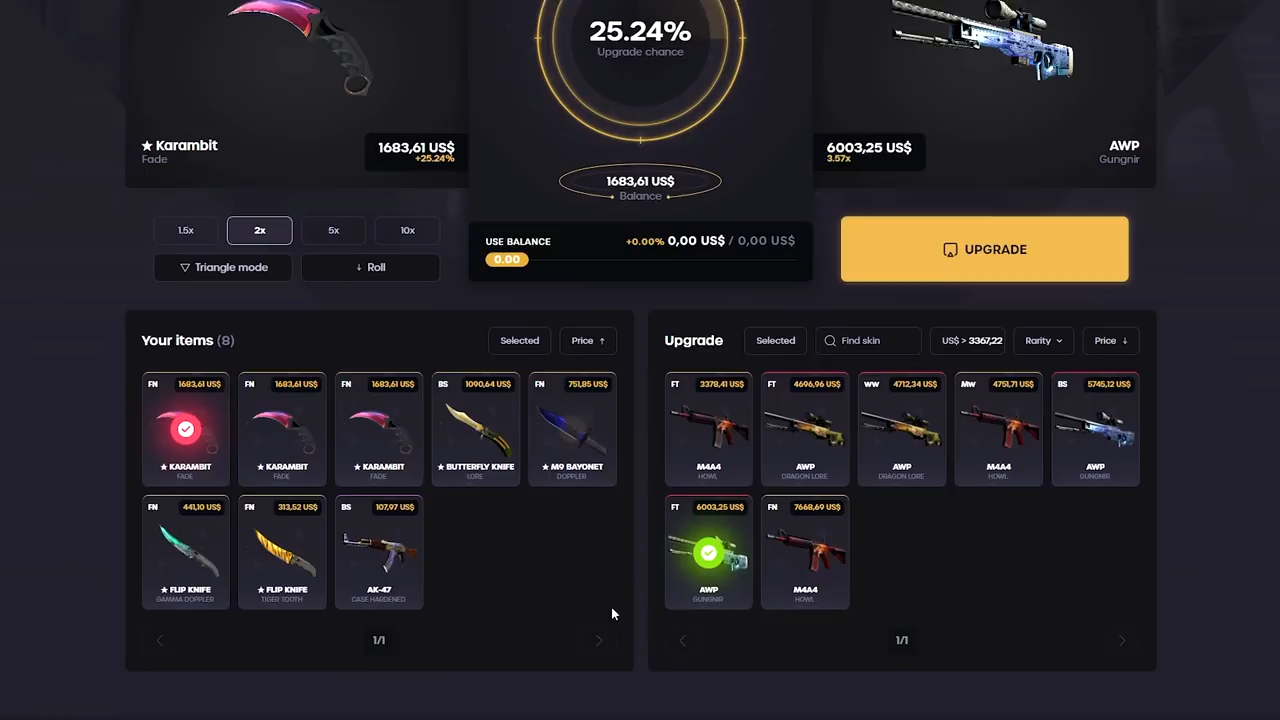 25.24%
Upgrade chance
★ Karambit
Fade
1683,61 US$
+25.24%
6003,25 US$
3.57x
AWP
Gungnir
1683,61 US$
Balance
1.5x
2x
5x
10x
Triangle mode
Roll
USE BALANCE
+0.00% 0,00 US$ / 0,00 US$
0.00
UPGRADE
Your items (8)
Selected
Price ↑
FN 1683,61 US$
★ KARAMBIT
FADE
FN 1683,61 US$
★ KARAMBIT
FADE
FN 1683,61 US$
★ KARAMBIT
FADE
BS 1090,64 US$
★ BUTTERFLY KNIFE
LORE
FN 751,85 US$
★ M9 BAYONET
DOPPLER
FN 441,10 US$
★ FLIP KNIFE
GAMMA DOPPLER
FN 313,52 US$
★ FLIP KNIFE
TIGER TOOTH
BS 107,97 US$
AK-47
CASE HARDENED
1/1
Upgrade
Selected
Find skin
US$ > 3367,22
Rarity
Price ↓
FT 3378,41 US$
M4A4
HOWL
FT 4696,96 US$
AWP
DRAGON LORE
WW 4712,34 US$
AWP
DRAGON LORE
MW 4751,71 US$
M4A4
HOWL
BS 5745,12 US$
AWP
GUNGNIR
FT 6003,25 US$
AWP
GUNGNIR
FN 7668,69 US$
M4A4
HOWL
1/1